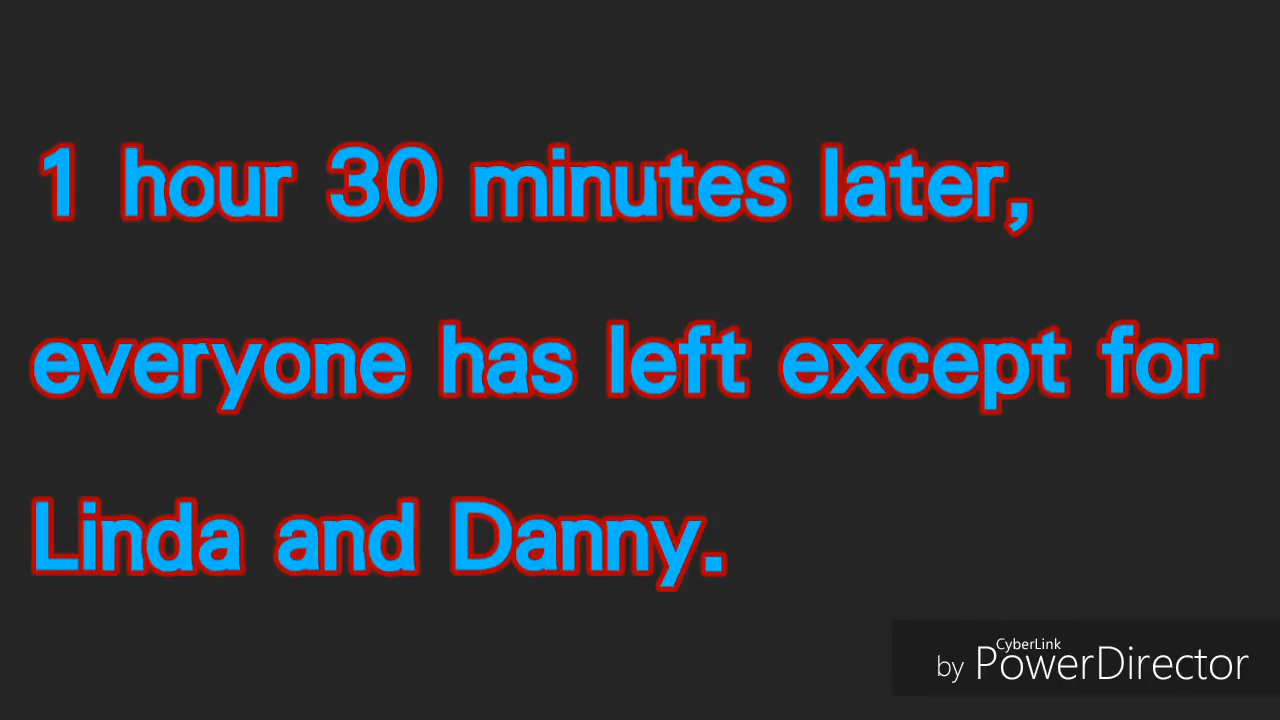 1 hour 30 minutes later,
everyone has left except for
Linda and Danny.
CyberLink
by PowerDirector